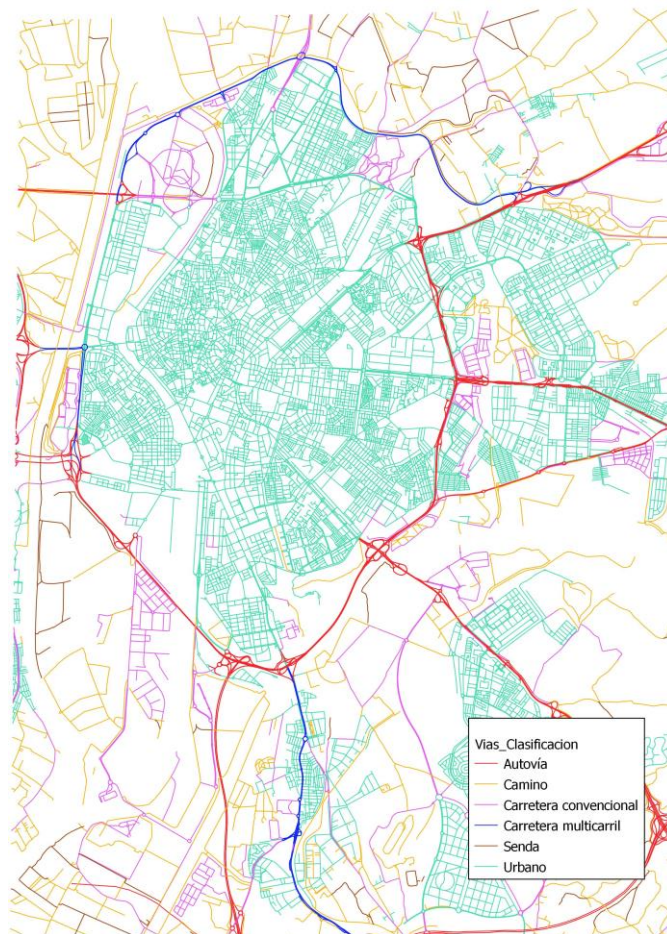 Vias_Clasificacion
Autovía
Camino
Carretera convencional
Carretera multicarril
Senda
Urbano